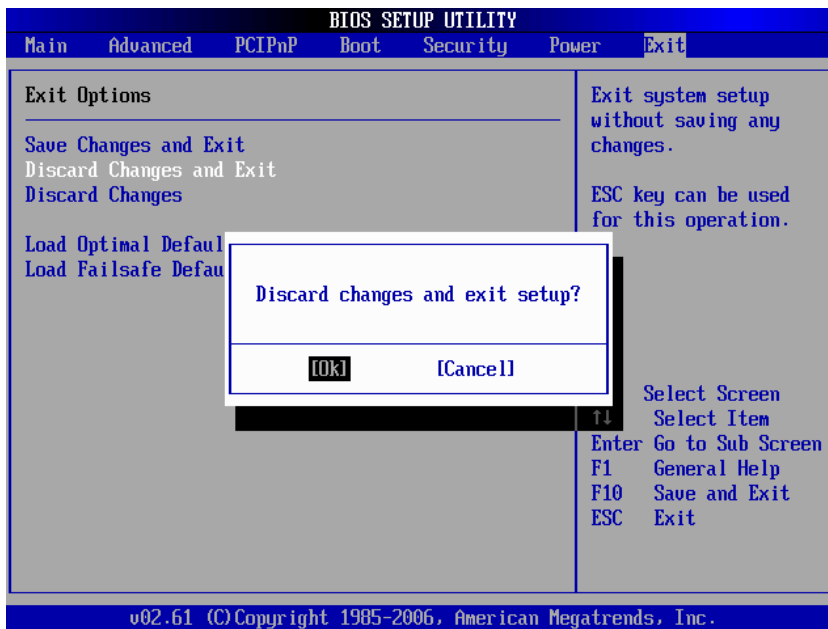 BIOS SETUP UTILITY
Main Advanced PCIPnP Boot Security Power Exit
Exit Options
Save Changes and Exit
Discard Changes and Exit
Discard Changes
Load Optimal Defaul
Load Failsafe Defau
Discard changes and exit setup?
[Ok] [Cancel]
Exit system setup
without saving any
changes.
ESC key can be used
for this operation.
Select Screen
↑↓ Select Item
Enter Go to Sub Screen
F1 General Help
F10 Save and Exit
ESC Exit
v02.61 (C)Copyright 1985-2006, American Megatrends, Inc.